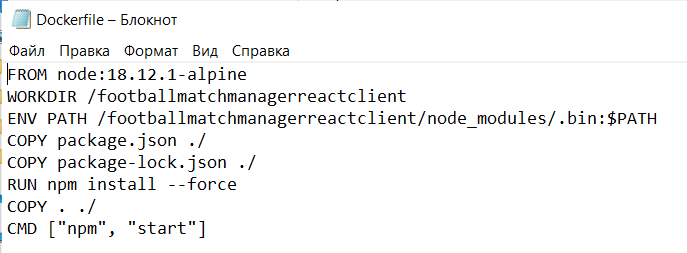 Dockerfile – Блокнот
Файл Правка Формат Вид Справка
FROM node:18.12.1-alpine
WORKDIR /footballmatchmanagerreactclient
ENV PATH /footballmatchmanagerreactclient/node_modules/.bin:$PATH
COPY package.json ./
COPY package-lock.json ./
RUN npm install --force
COPY . ./
CMD ["npm", "start"]